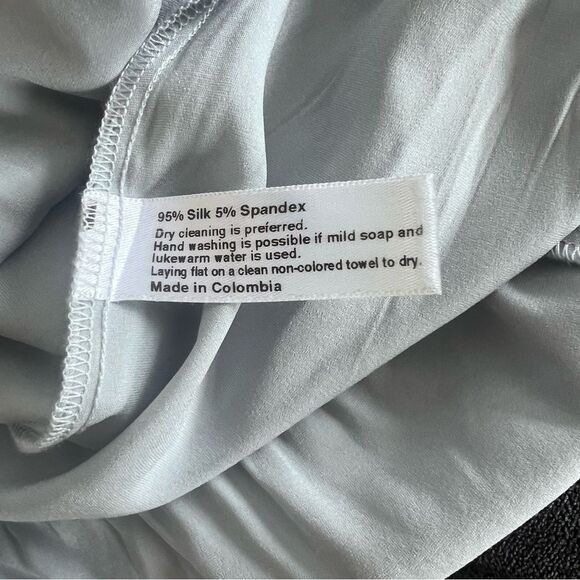 95% Silk 5% Spandex
Dry cleaning is preferred.
Hand washing is possible if mild soap and
lukewarm water is used.
Laying flat on a clean non-colored towel to dry.
Made in Colombia